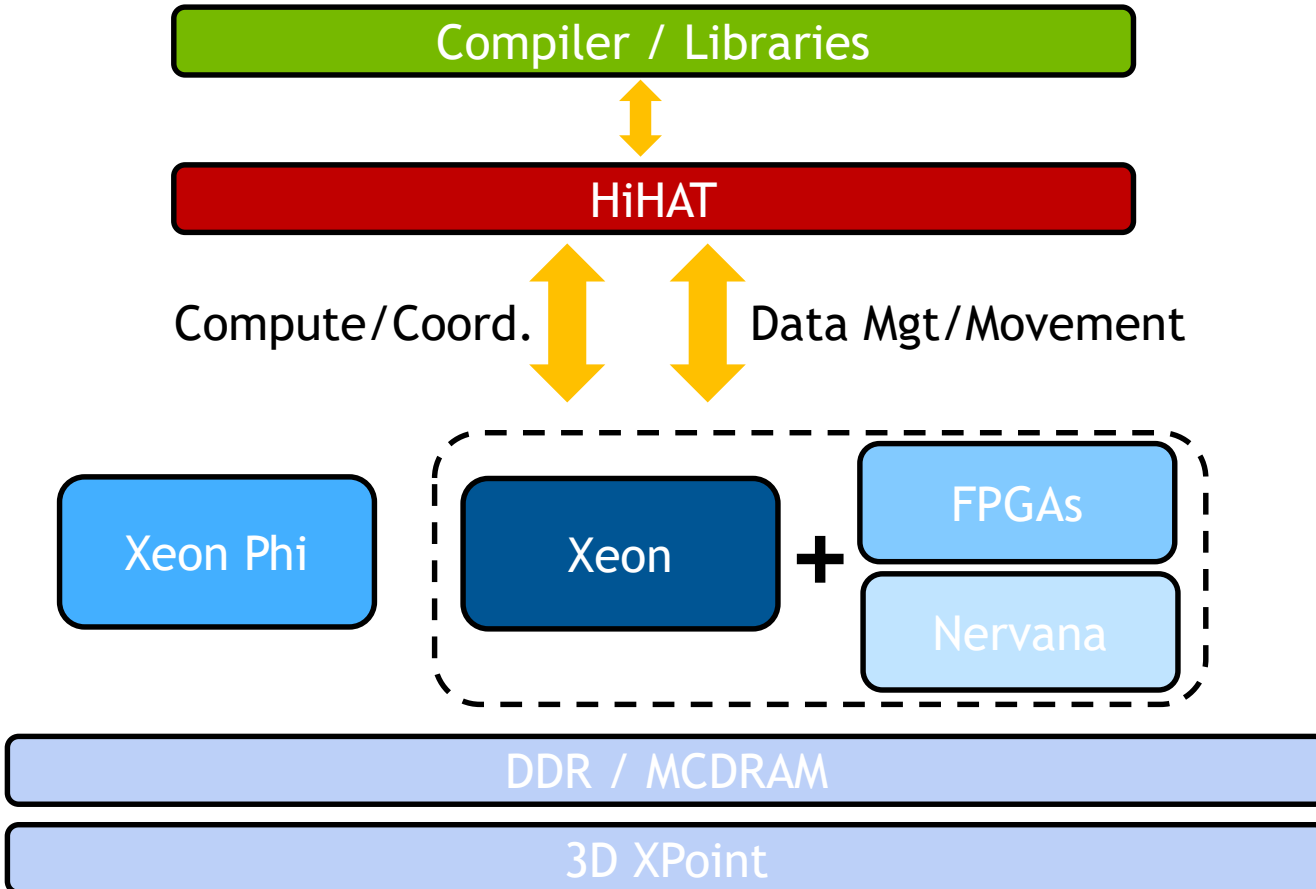 Compiler / Libraries
HiHAT
Compute/Coord.
Data Mgt/Movement
Xeon Phi
Xeon
+
FPGAs
Nervana
DDR / MCDRAM
3D XPoint